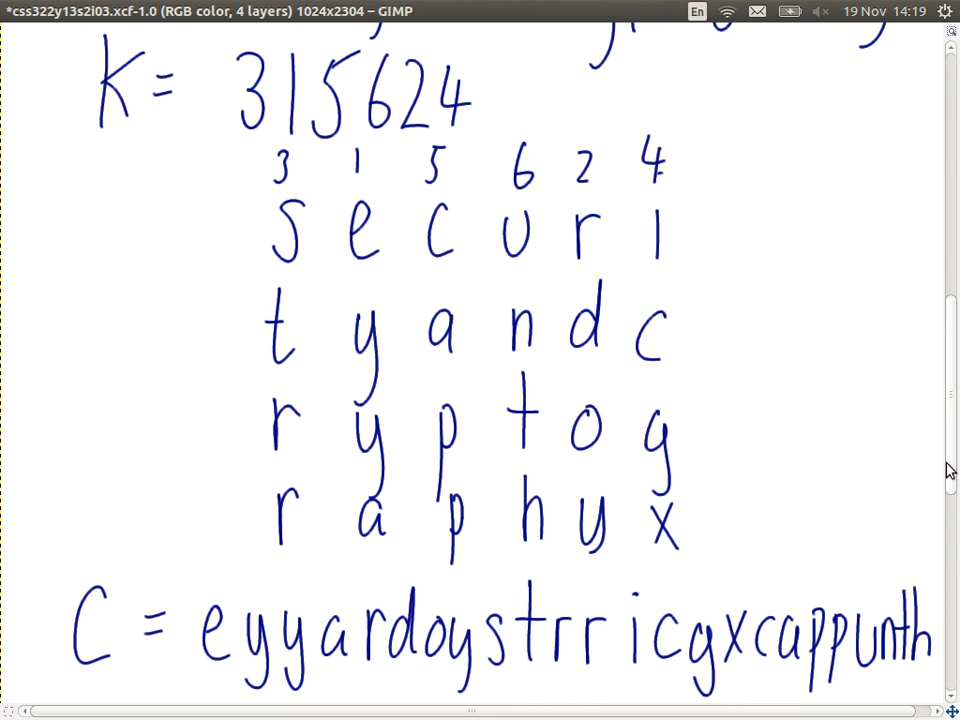 *css322y13s2i03.xcf-1.0 (RGB color, 4 layers) 1024x2304 – GIMP En 19 Nov 14:19
K = 315624
3 1 5 6 2 4
s e c u r i
t y a n d c
r y p t o g
r a p h y x
C = eyyardoystrricgxcappunth